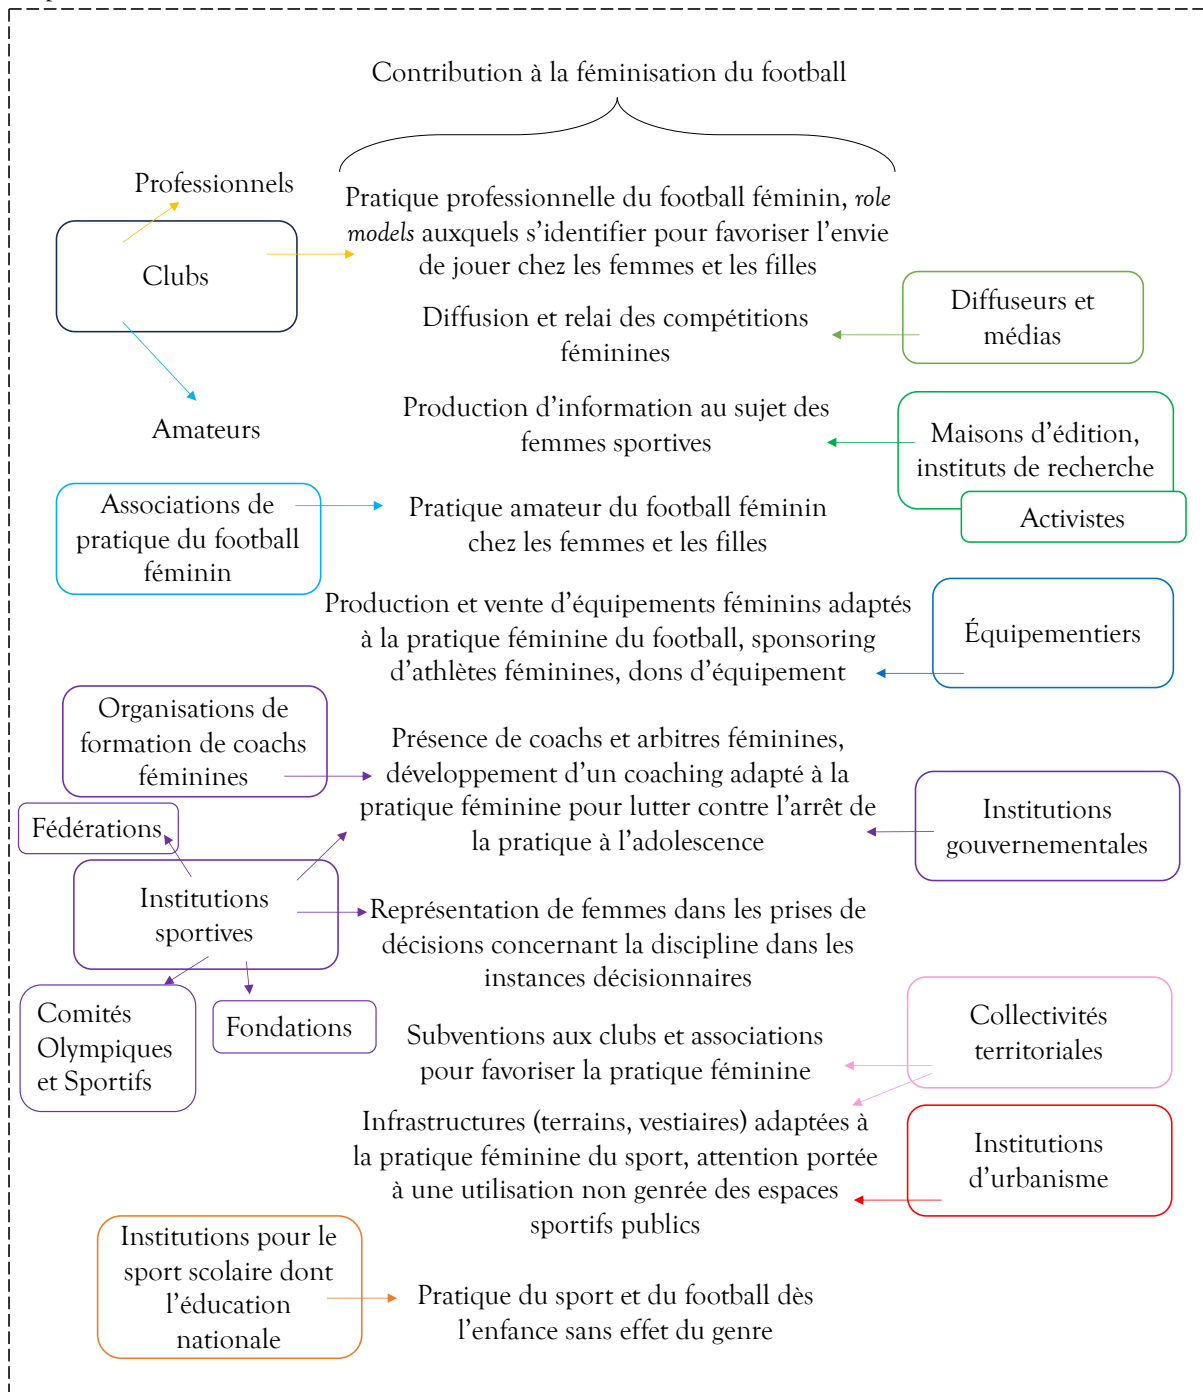 Contribution à la féminisation du football
Professionnels
Clubs
Amateurs
Pratique professionnelle du football féminin, role
models auxquels s'identifier pour favoriser l'envie
de jouer chez les femmes et les filles
Diffusion et relai des compétitions
féminines
Diffuseurs et
médias
Production d'information au sujet des
femmes sportives
Maisons d'édition,
instituts de recherche
Activistes
Associations de
pratique du football
féminin
Pratique amateur du football féminin
chez les femmes et les filles
Production et vente d'équipements féminins adaptés
à la pratique féminine du football, sponsoring
d'athlètes féminines, dons d'équipement
Équipementiers
Organisations de
formation de coachs
féminines
Présence de coachs et arbitres féminines,
développement d'un coaching adapté à la
pratique féminine pour lutter contre l'arrêt de
la pratique à l'adolescence
Institutions
gouvernementales
Fédérations
Institutions
sportives
Comités
Olympiques
et Sportifs
Fondations
Représentation de femmes dans les prises de
décisions concernant la discipline dans les
instances décisionnaires
Subventions aux clubs et associations
pour favoriser la pratique féminine
Collectivités
territoriales
Infrastructures (terrains, vestiaires) adaptées à
la pratique féminine du sport, attention portée
à une utilisation non genrée des espaces
sportifs publics
Institutions
d'urbanisme
Institutions pour le
sport scolaire dont
l'éducation
nationale
Pratique du sport et du football dès
l'enfance sans effet du genre